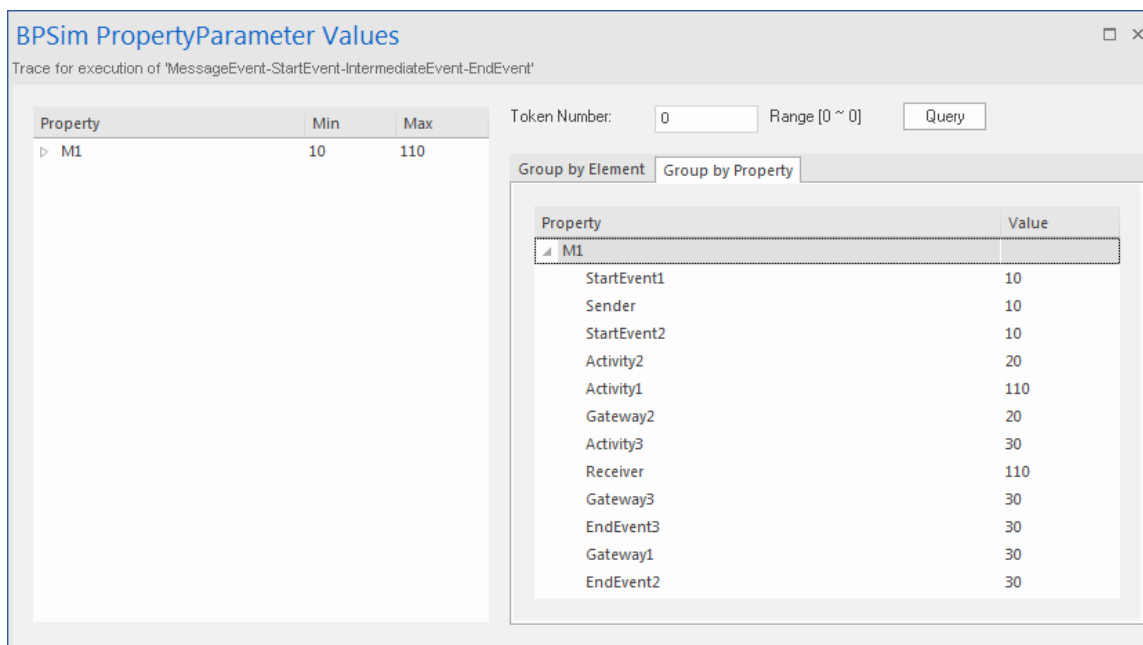 BPSim PropertyParameter Values
Trace for execution of 'MessageEvent-StartEvent-IntermediateEvent-EndEvent'
Property Min Max
M1 10 110
Token Number: 0 Range [0 ~ 0] Query
Group by Element Group by Property
Property Value
M1
StartEvent1 10
Sender 10
StartEvent2 10
Activity2 20
Activity1 110
Gateway2 20
Activity3 30
Receiver 110
Gateway3 30
EndEvent3 30
Gateway1 30
EndEvent2 30